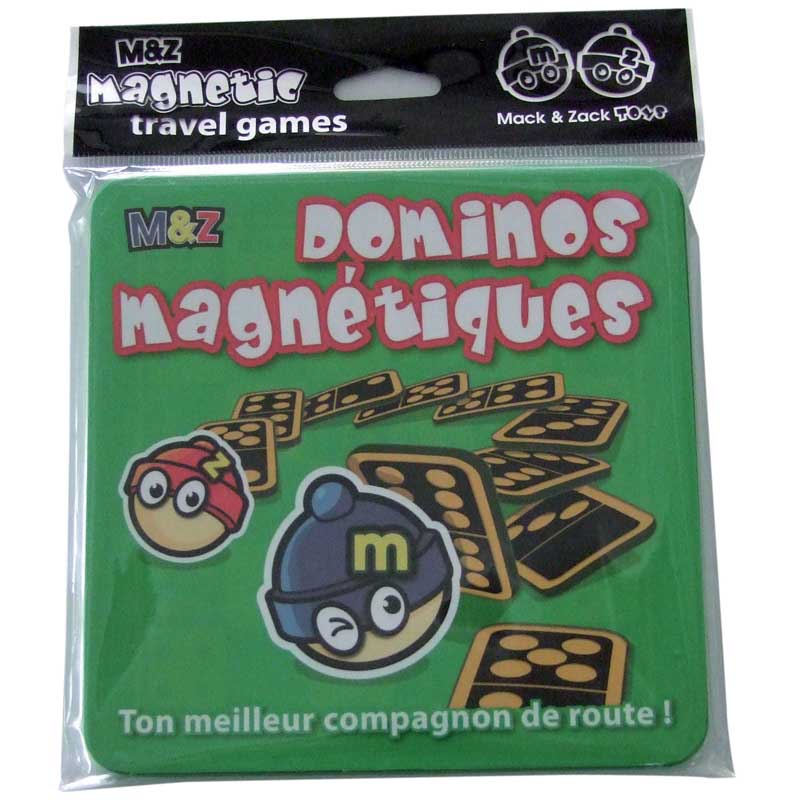 M&Z
Magnetic
travel games
m z
Mack & Zack TOYS
M&Z
Dominos
magnétiques
z
m
Ton meilleur compagnon de route !